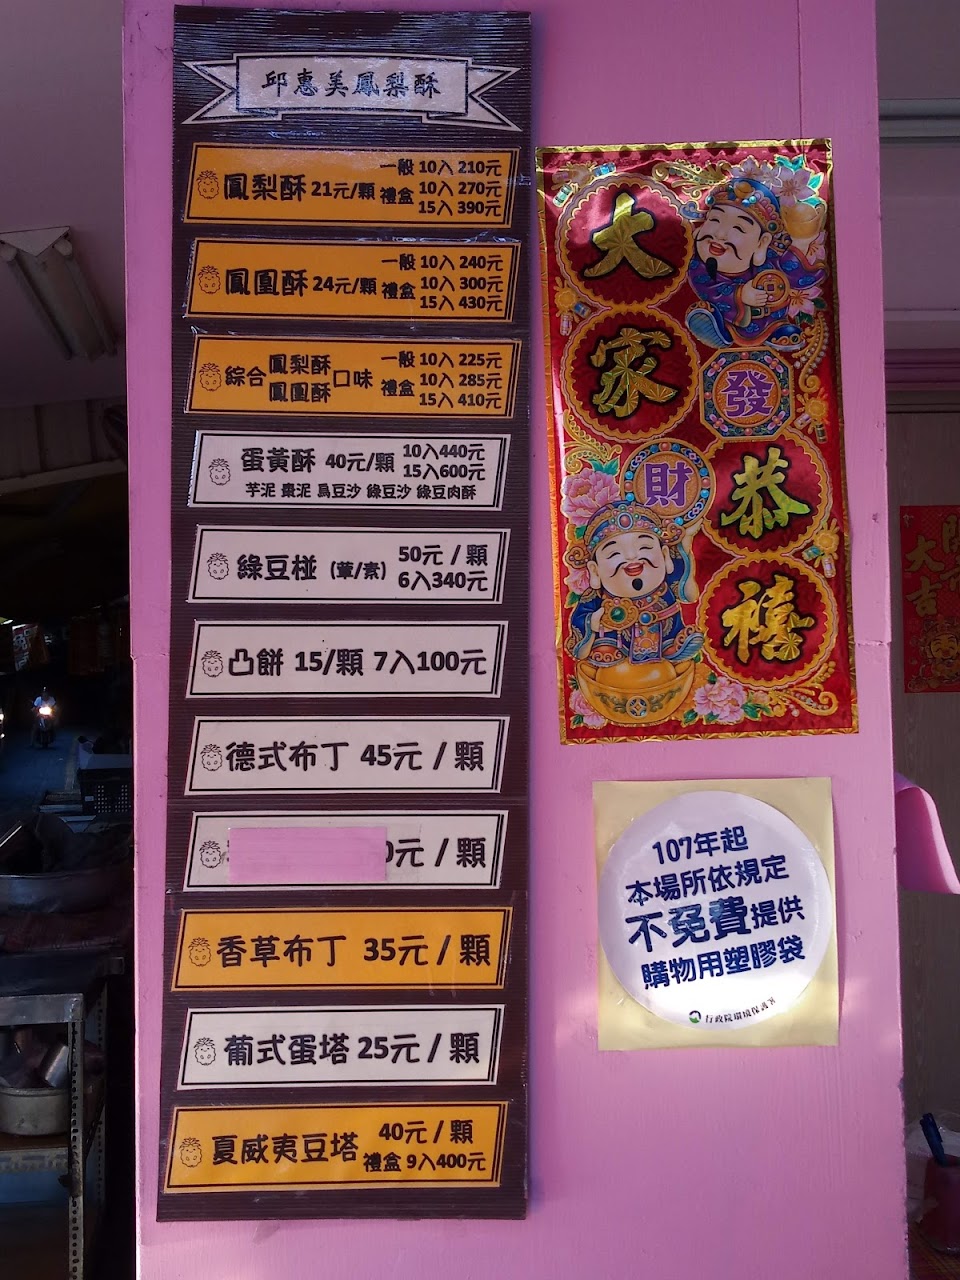 邱惠美鳳梨酥
鳳梨酥 21元/顆 一般 10入 210元
禮盒 10入 270元
15入 390元
鳳凰酥 24元/顆 一般 10入 240元
禮盒 10入 300元
15入 430元
綜合 鳳梨酥 鳳凰酥 口味 一般 10入 225元
禮盒 10入 285元
15入 410元
蛋黃酥 40元/顆 10入440元
15入600元
芋泥 棗泥 烏豆沙 綠豆沙 綠豆肉酥
綠豆椪 (葷/素) 50元 / 顆
6入340元
凸餅 15/顆 7入100元
德式布丁 45元 / 顆
0元 / 顆
香草布丁 35元 / 顆
葡式蛋塔 25元 / 顆
夏威夷豆塔 40元 / 顆
禮盒 9入400元
大家恭禧
發財
107年起
本場所依規定
不免費提供
購物用塑膠袋
行政院環境保護署
大吉